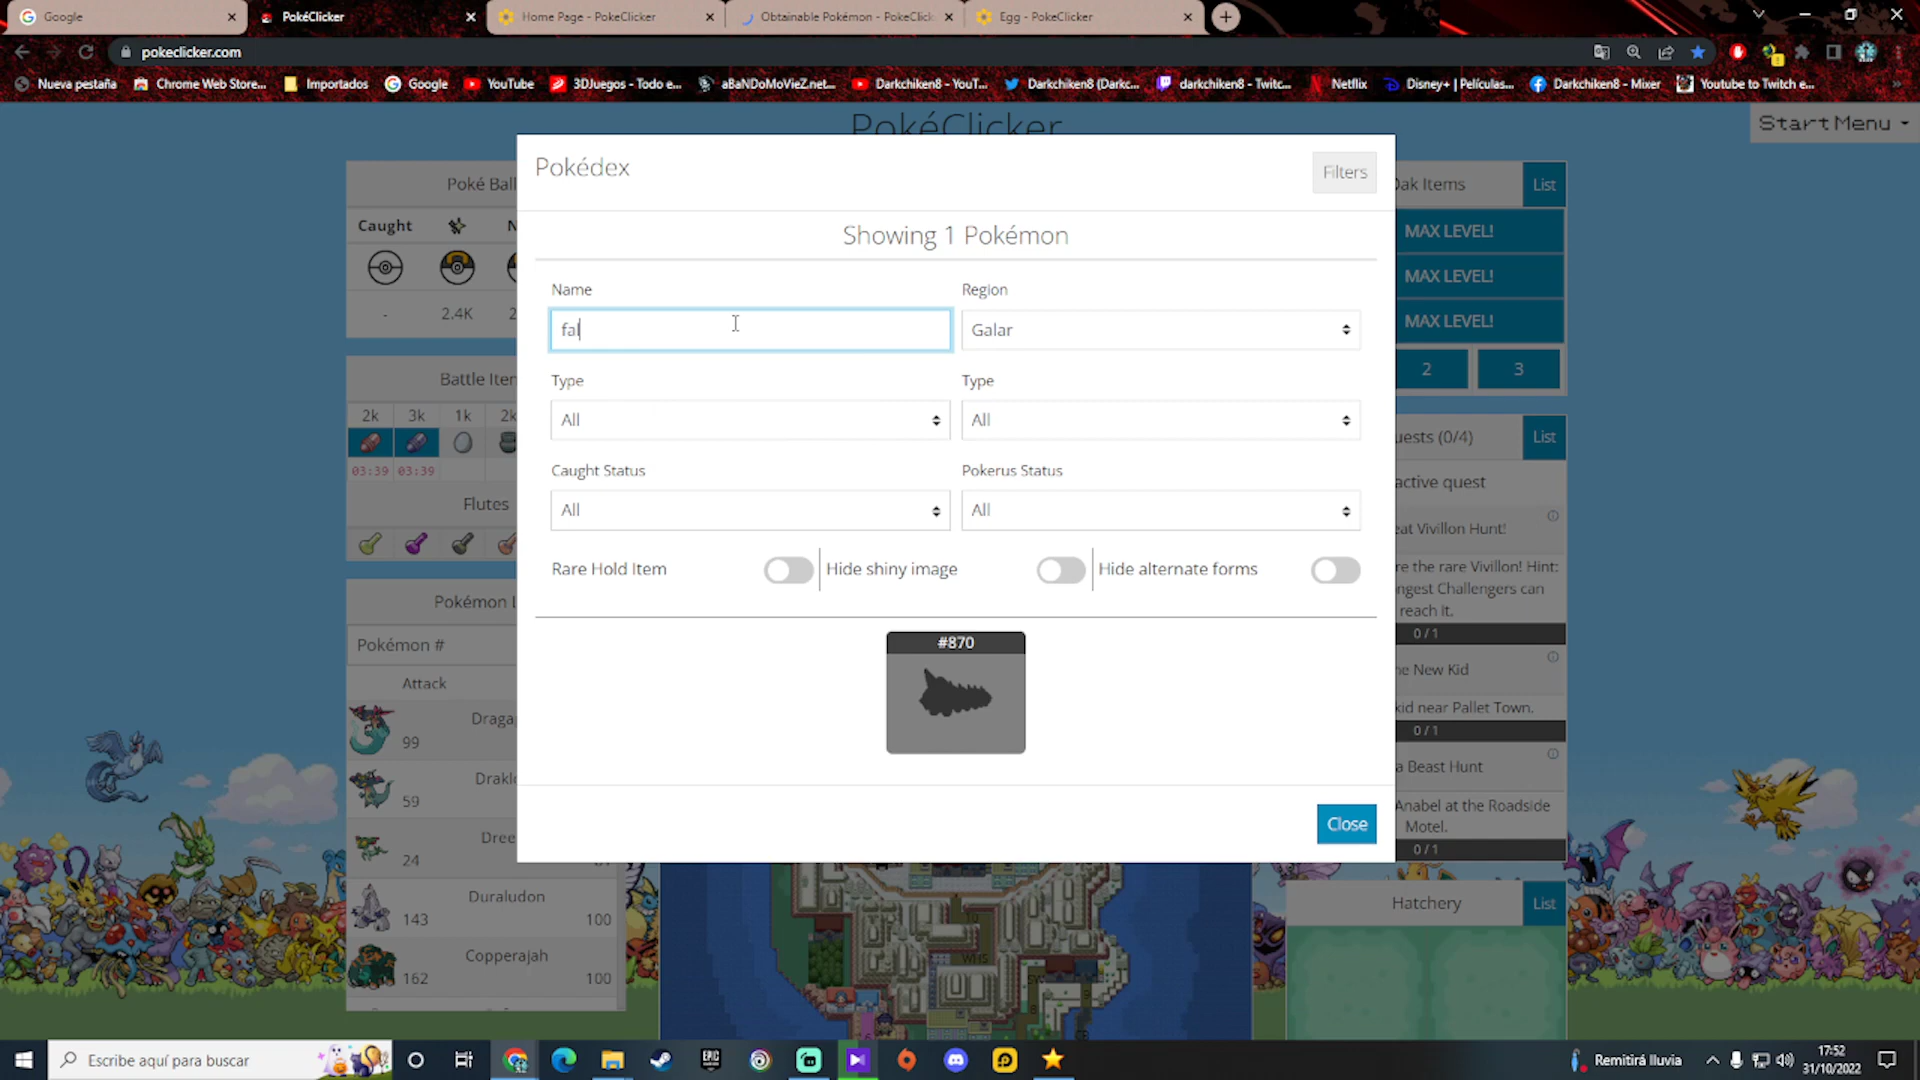 Google
PokéClicker
Home Page - PokeClicker
Obtainable Pokémon - PokeClick
Egg - PokeClicker
pokeclicker.com
Nueva pestaña
Chrome Web Store...
Importados
Google
YouTube
3DJuegos - Todo e...
aBaNDoMoVieZ.net...
Darkchiken8 - YouT...
Darkchiken8 (Darkc...
darkchiken8 - Twitc...
Netflix
Disney+ | Películas...
Darkchiken8 - Mixer
Youtube to Twitch e...
PokéClicker
Start Menu
Poké Ball
Caught
N
-
2.4K
2
Battle Iten
2k
3k
1k
2k
03:39
03:39
Flutes
Pokémon L
Pokémon #
Attack
Draga
99
Draklo
59
Dree
24
Duraludon
143
100
Copperajah
162
100
Pokédex
Filters
Showing 1 Pokémon
Name
Region
fal
Galar
Type
Type
All
All
Caught Status
Pokerus Status
All
All
Rare Hold Item
Hide shiny image
Hide alternate forms
#870
Close
Oak Items
List
MAX LEVEL!
MAX LEVEL!
MAX LEVEL!
2
3
uests (0/4)
List
active quest
eat Vivillon Hunt!
re the rare Vivillon! Hint:
ngest Challengers can
reach it.
0 / 1
ne New Kid
kid near Pallet Town.
0 / 1
a Beast Hunt
Anabel at the Roadside
Motel.
0 / 1
Hatchery
List
WHS
Escribe aquí para buscar
EPIC
Remitirá lluvia
17:52
31/10/2022